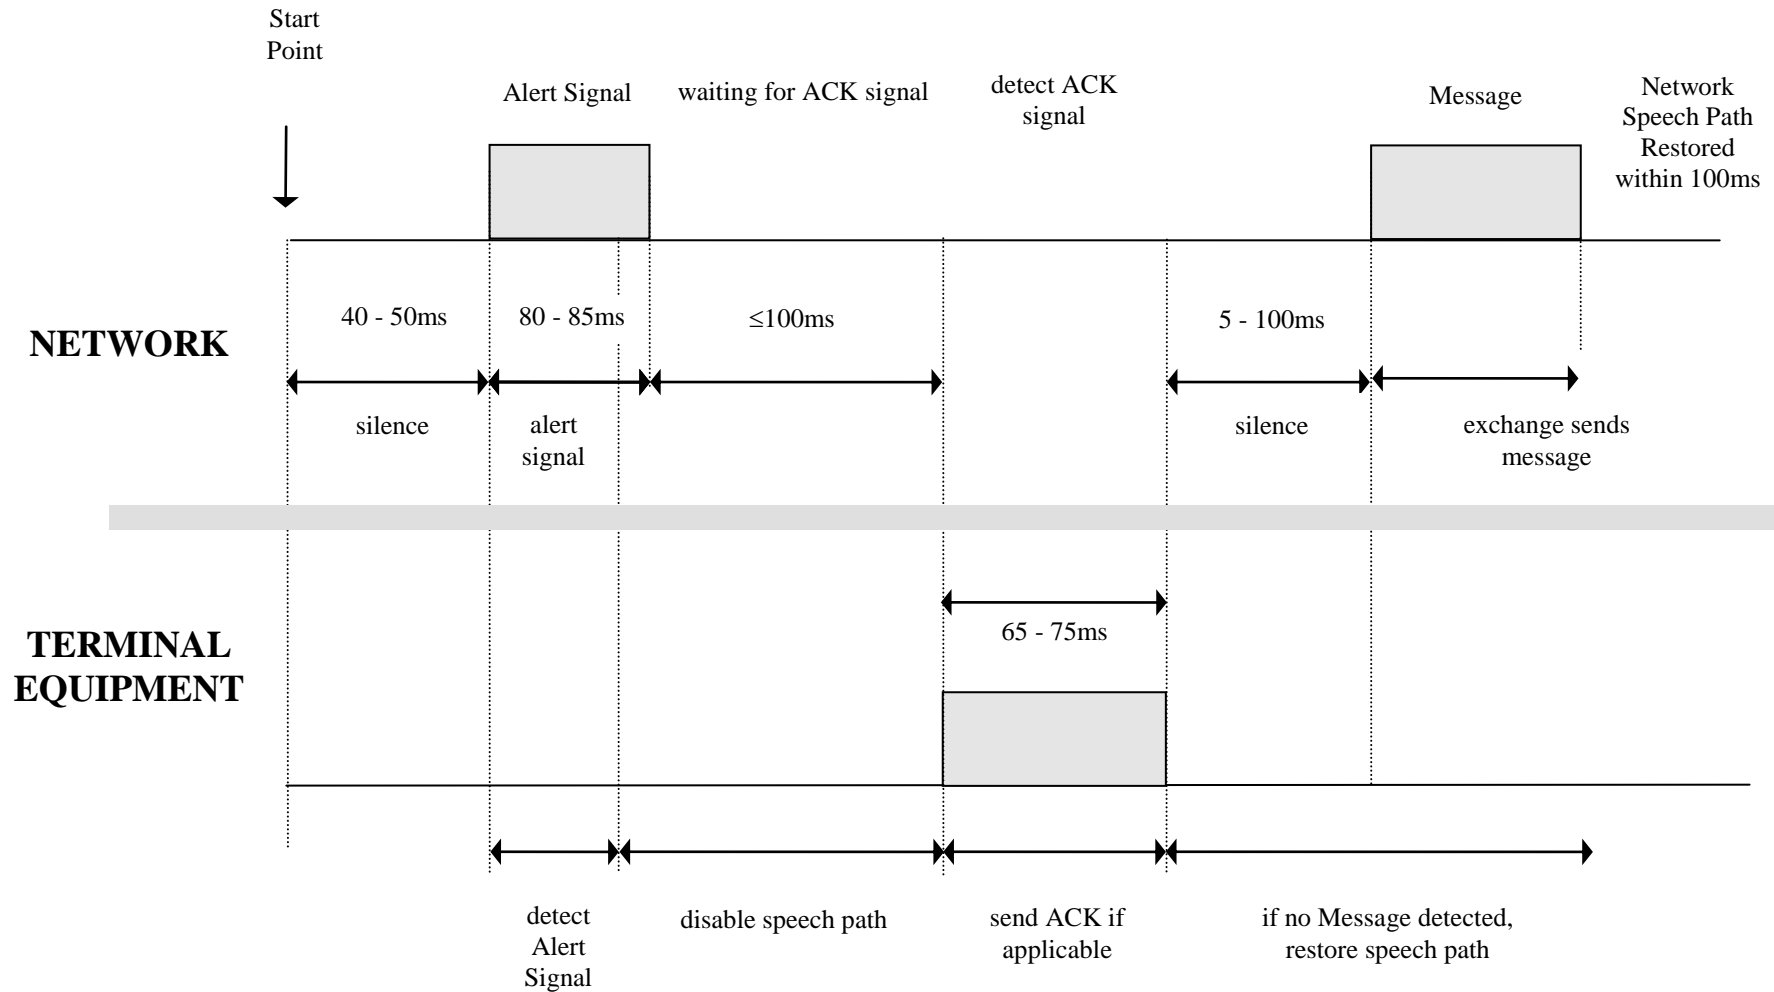 Start
Point
Alert Signal
waiting for ACK signal
detect ACK
signal
Message
Network
Speech Path
Restored
within 100ms
NETWORK
40 - 50ms
80 - 85ms
≤100ms
5 - 100ms
silence
alert
signal
silence
exchange sends
message
TERMINAL
EQUIPMENT
65 - 75ms
detect
Alert
Signal
disable speech path
send ACK if
applicable
if no Message detected,
restore speech path